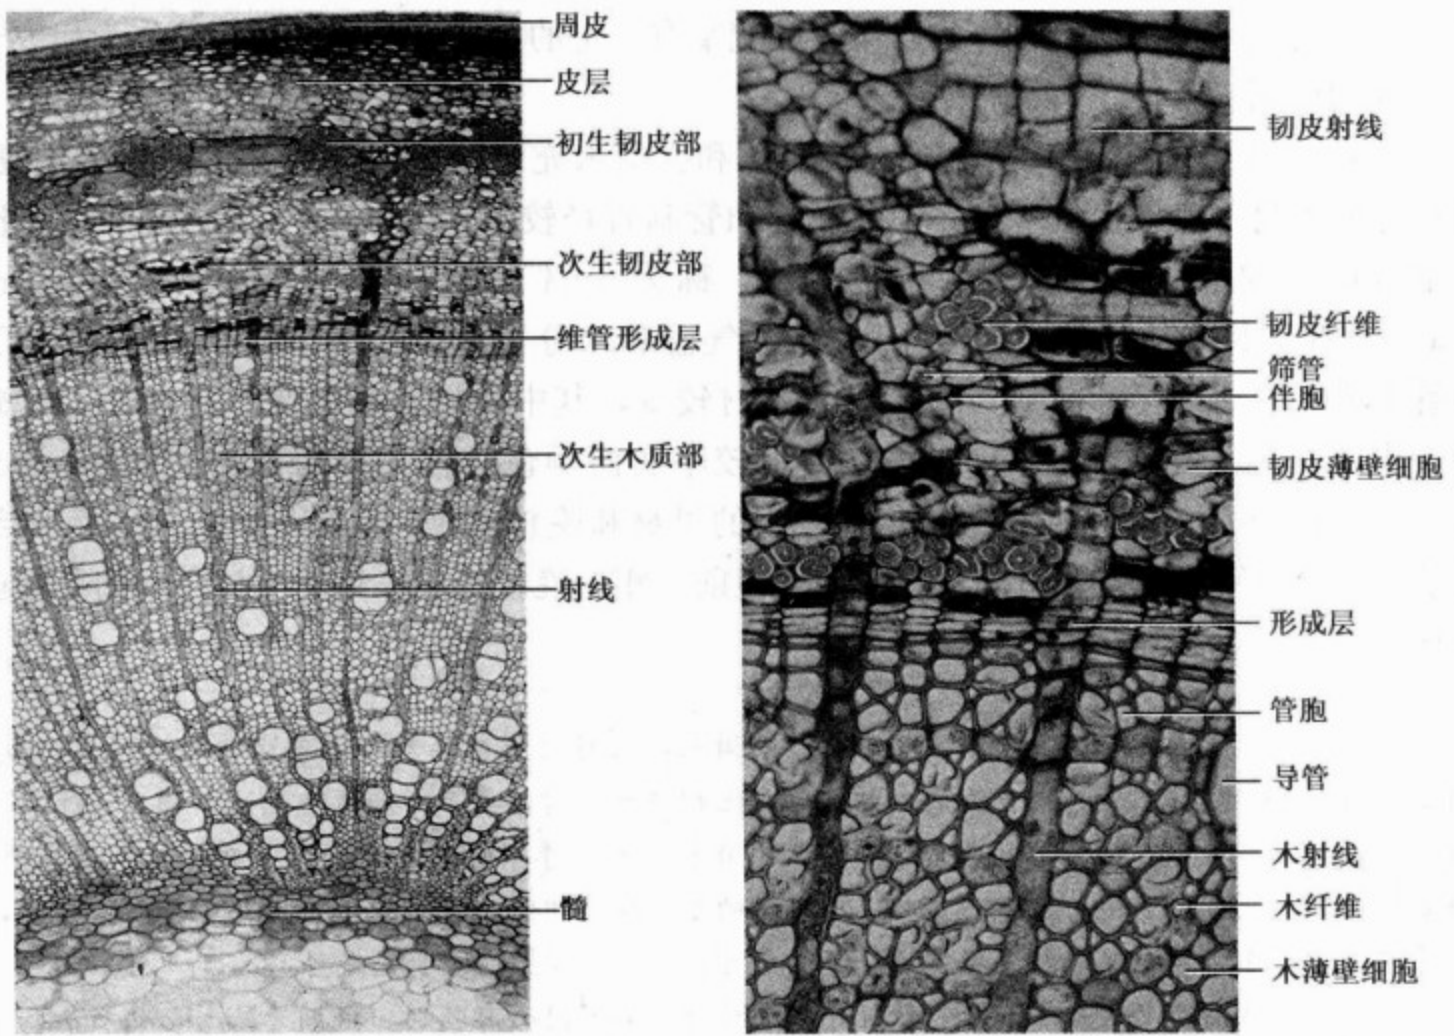 周皮
皮层
初生韧皮部
次生韧皮部
维管形成层
次生木质部
射线
髓
韧皮射线
韧皮纤维
筛管
伴胞
韧皮薄壁细胞
形成层
管胞
导管
木射线
木纤维
木薄壁细胞